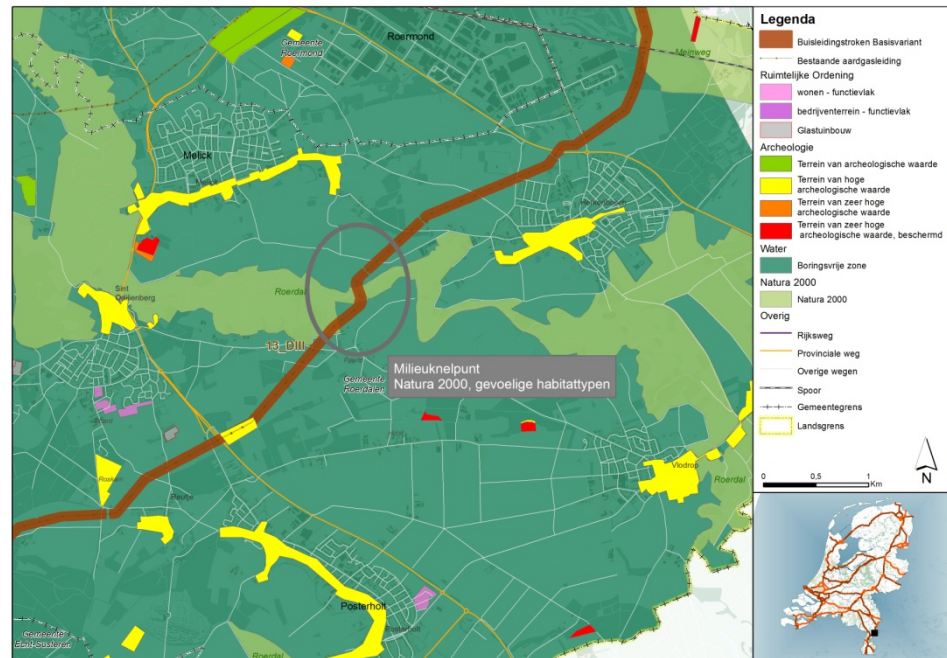 Gemeente
Roermond
Roermond
Meinweg
Melick
Herkenbosch
Sint
Odiliënberg
Roerdal
13_DIII
Milieuknelpunt
Natura 2000, gevoelige habitattypen
Gemeente
Roerdalen
Vlodrop
Roerdal
Reutje
Posterholt
Posterholt
Gemeente
Echt-Susteren
Roerdal
Legenda
Buisleidingstroken Basisvariant
Bestaande aardgasleiding
Ruimtelijke Ordening
wonen - functievlak
bedrijventerrein - functievlak
Glastuinbouw
Archeologie
Terrein van archeologische waarde
Terrein van hoge
archeologische waarde
Terrein van zeer hoge
archeologische waarde
Terrein van zeer hoge
archeologische waarde, beschermd
Water
Boringsvrije zone
Natura 2000
Natura 2000
Overig
Rijksweg
Provinciale weg
Overige wegen
Spoor
Gemeentegrens
Landsgrens
0 0,5 1
Km
N